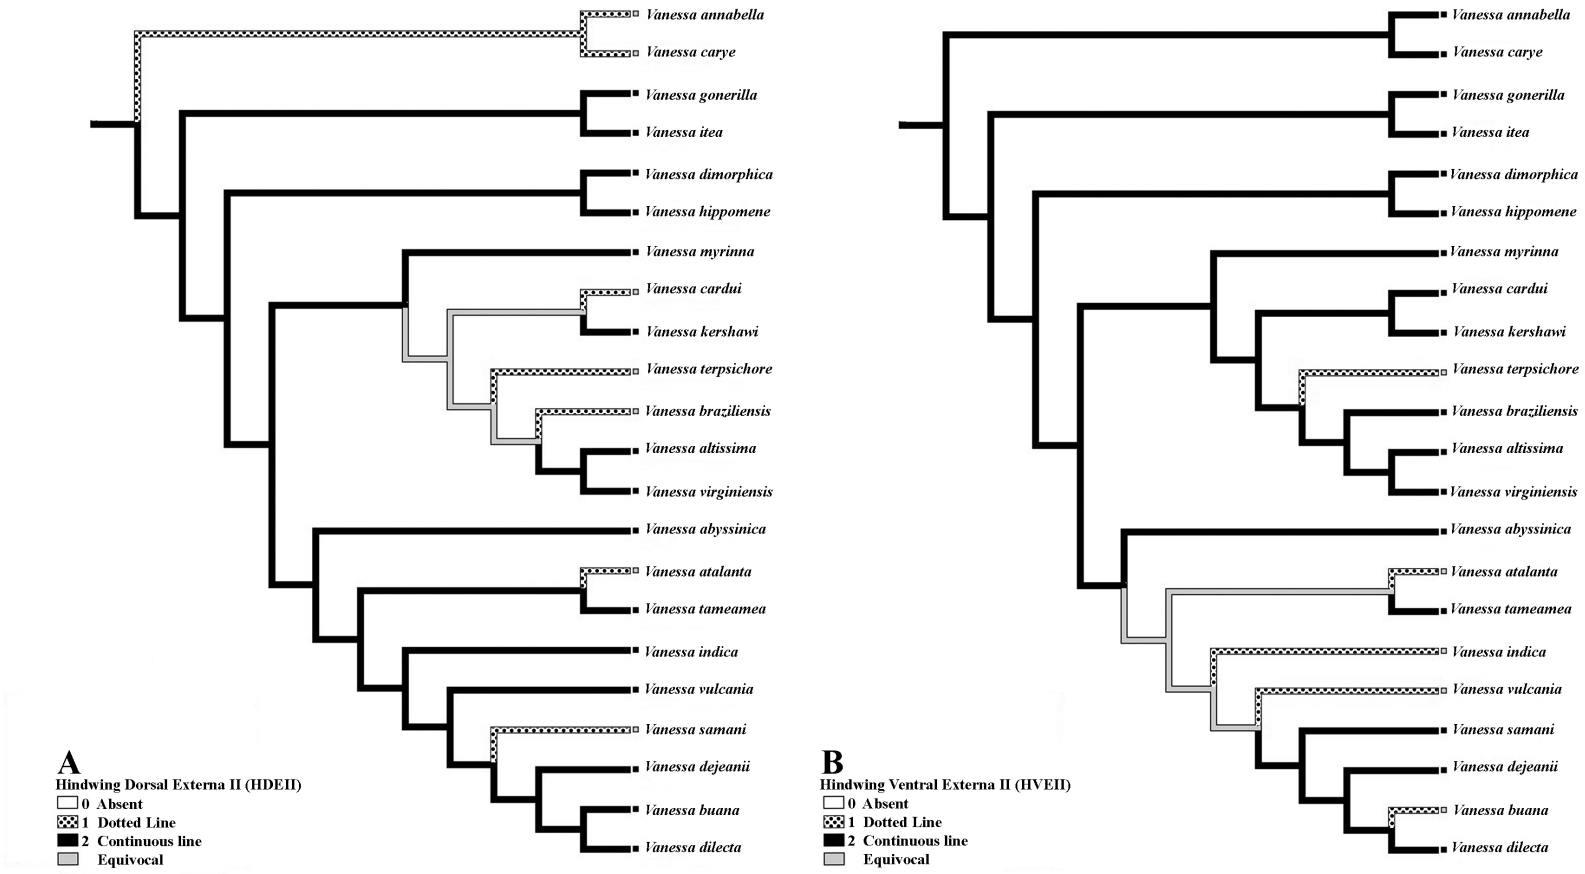 Vanessa annabella
Vanessa carye
Vanessa gonerilla
Vanessa itea
Vanessa dimorphica
Vanessa hippomene
Vanessa myrinna
Vanessa cardui
Vanessa kershawi
Vanessa terpsichore
Vanessa braziliensis
Vanessa altissima
Vanessa virginiensis
Vanessa abyssinica
Vanessa atalanta
Vanessa tameamea
Vanessa indica
Vanessa vulcania
Vanessa samani
Vanessa dejeanii
Vanessa buana
Vanessa dilecta
A
Hindwing Dorsal Externa II (HDEII)
0 Absent
1 Dotted Line
2 Continuous line
Equivocal
Vanessa annabella
Vanessa carye
Vanessa gonerilla
Vanessa itea
Vanessa dimorphica
Vanessa hippomene
Vanessa myrinna
Vanessa cardui
Vanessa kershawi
Vanessa terpsichore
Vanessa braziliensis
Vanessa altissima
Vanessa virginiensis
Vanessa abyssinica
Vanessa atalanta
Vanessa tameamea
Vanessa indica
Vanessa vulcania
Vanessa samani
Vanessa dejeanii
Vanessa buana
Vanessa dilecta
B
Hindwing Ventral Externa II (HVEII)
0 Absent
1 Dotted Line
2 Continuous line
Equivocal